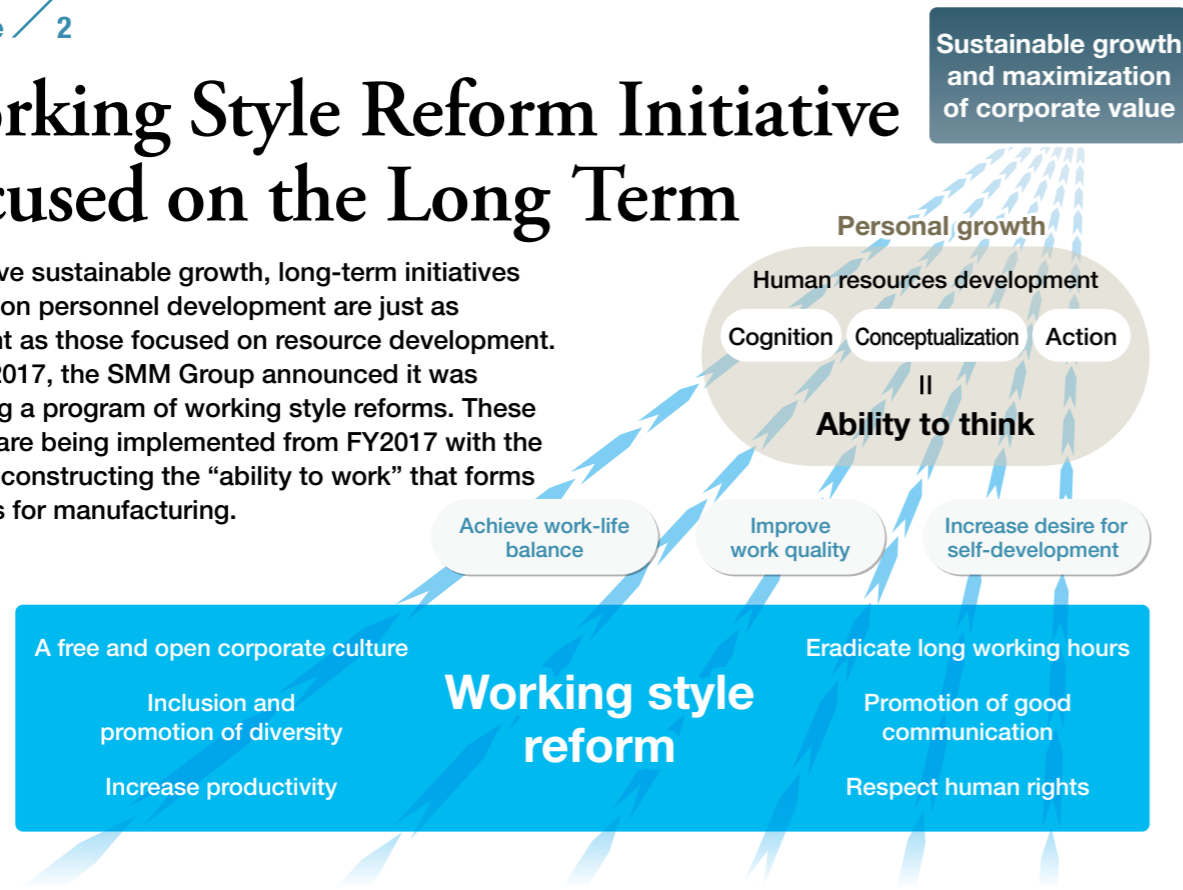 e / 2
rking Style Reform Initiative
cused on the Long Term
ve sustainable growth, long-term initiatives
on personnel development are just as
nt as those focused on resource development.
2017, the SMM Group announced it was
g a program of working style reforms. These
are being implemented from FY2017 with the
constructing the “ability to work” that forms
s for manufacturing.
Sustainable growth
and maximization
of corporate value
Personal growth
Human resources development
Cognition Conceptualization Action
=
Ability to think
Achieve work-life
balance
Improve
work quality
Increase desire for
self-development
A free and open corporate culture
Inclusion and
promotion of diversity
Increase productivity
Working style
reform
Eradicate long working hours
Promotion of good
communication
Respect human rights